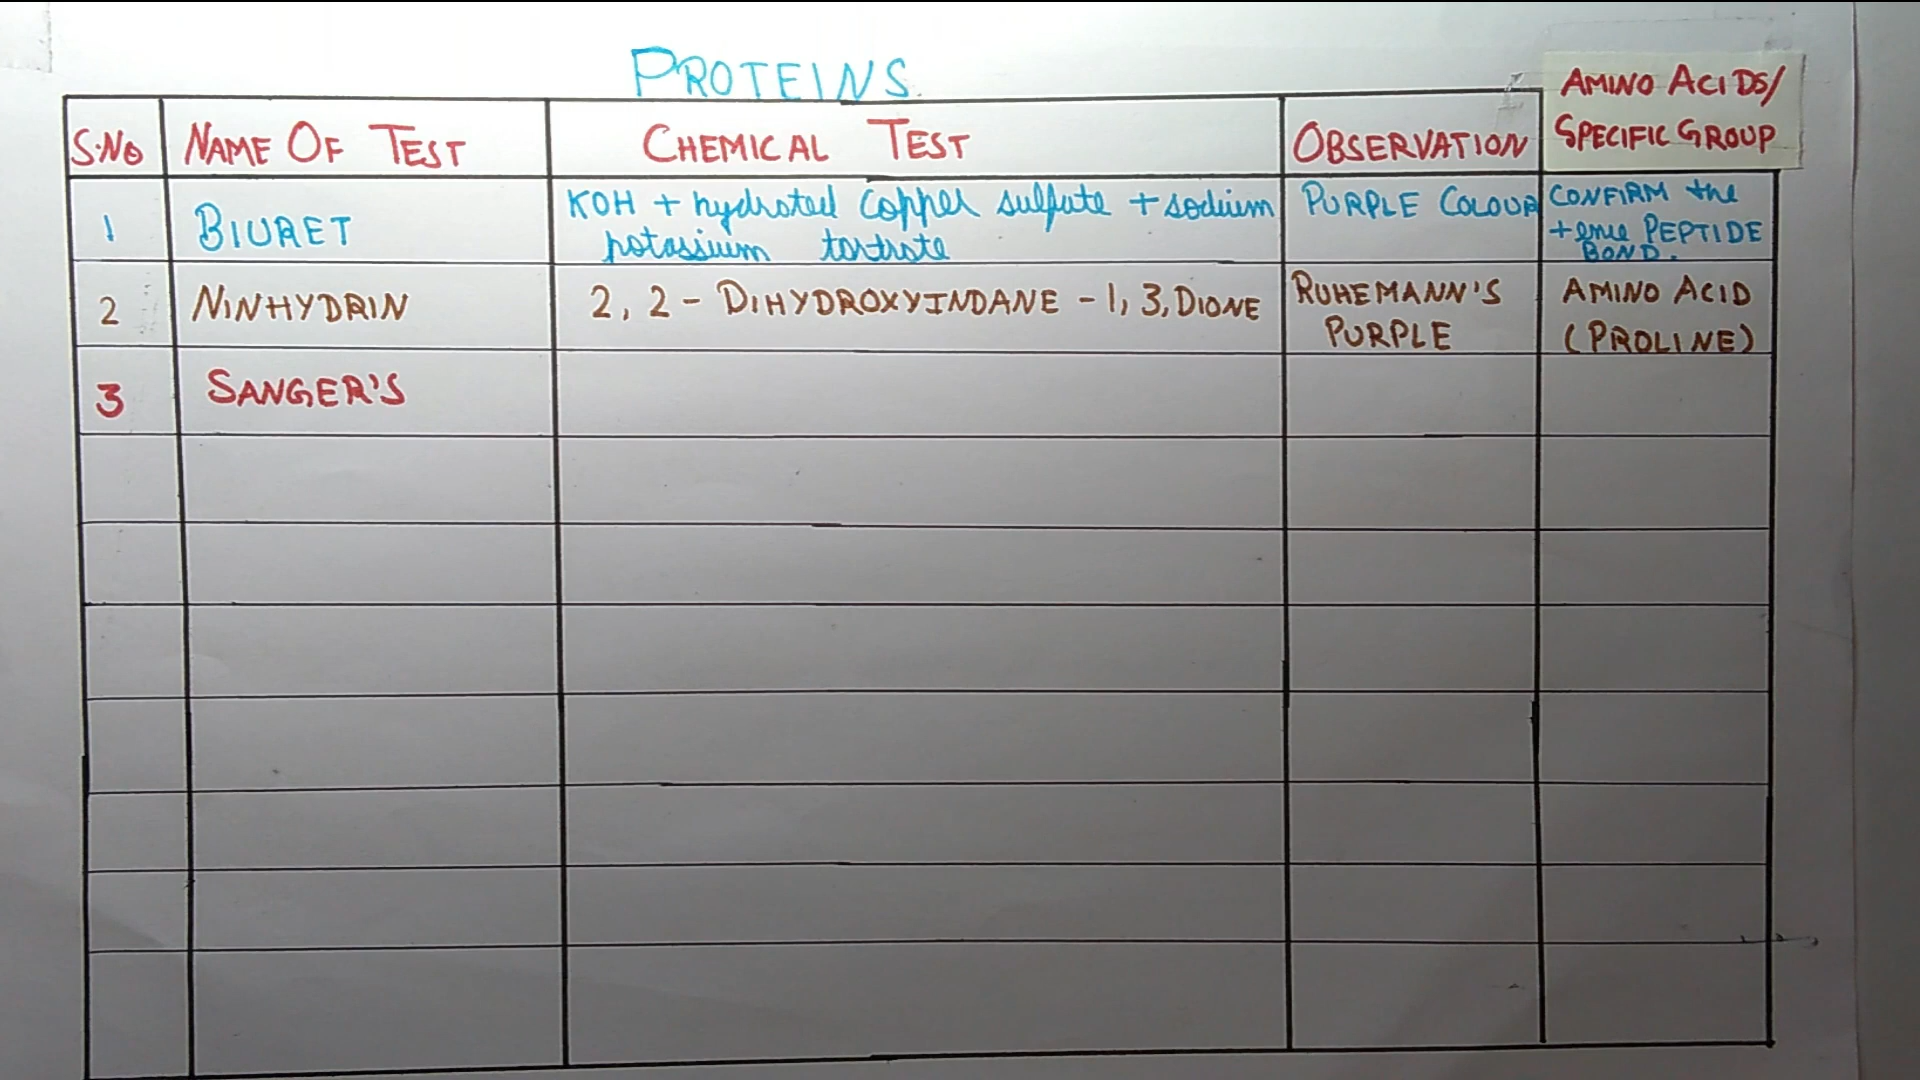 PROTEINS.
S.No
NAME OF TEST
CHEMICAL TEST
OBSERVATION
AMINO ACIDS/
SPECIFIC GROUP
1
BIURET
KOH + hydrated copper sulfate + sodium
potassium tartrate
PURPLE COLOUR
CONFIRM the
+ence PEPTIDE
BOND.
2
NINHYDRIN
2, 2 - DIHYDROXYINDANE - 1, 3, DIONE
RUHEMANN'S
PURPLE
AMINO ACID
(PROLINE)
3
SANGER'S